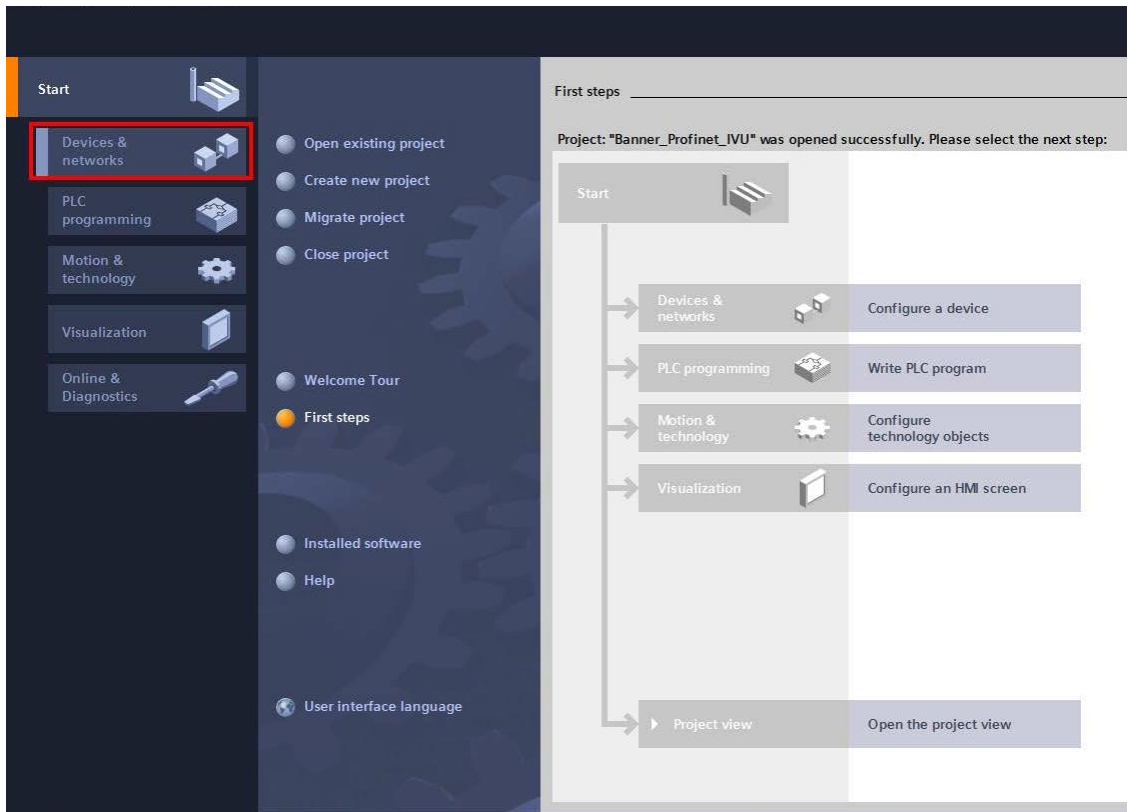 Start
Devices &
networks
PLC
programming
Motion &
technology
Visualization
Online &
Diagnostics
Open existing project
Create new project
Migrate project
Close project
Welcome Tour
First steps
Installed software
Help
User interface language
First steps
Project: "Banner_Profinet_IVU" was opened successfully. Please select the next step:
Start
Devices &
networks
Configure a device
PLC programming
Write PLC program
Motion &
technology
Configure
technology objects
Visualization
Configure an HMI screen
Project view
Open the project view